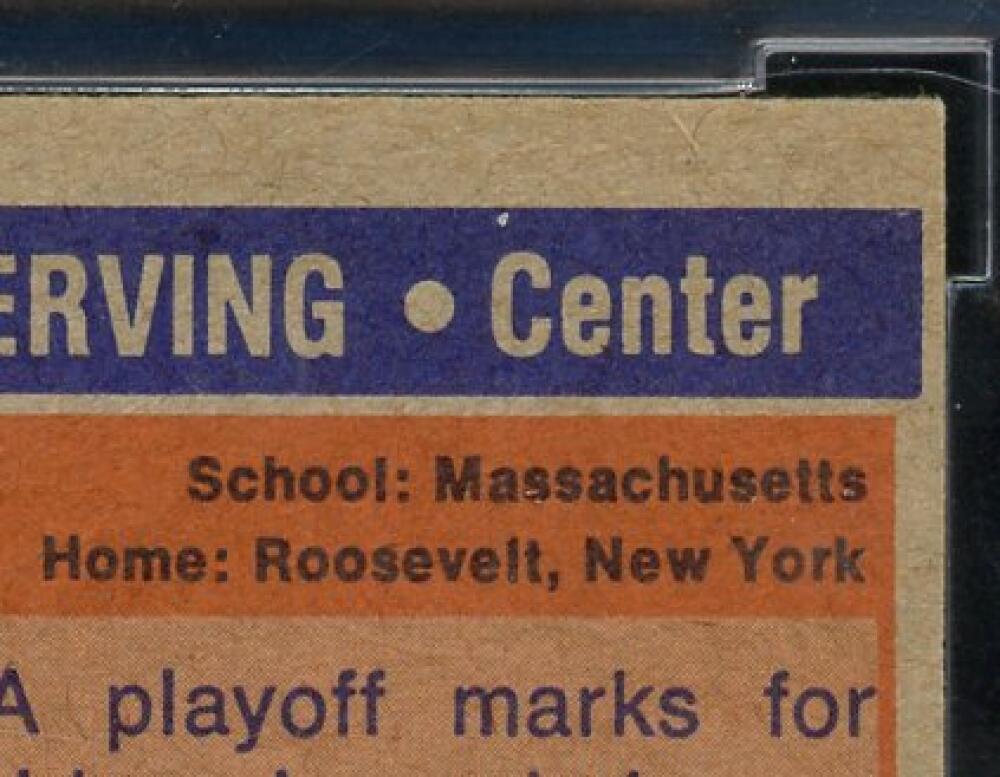 ERVING • Center
School: Massachusetts
Home: Roosevelt, New York
A playoff marks for